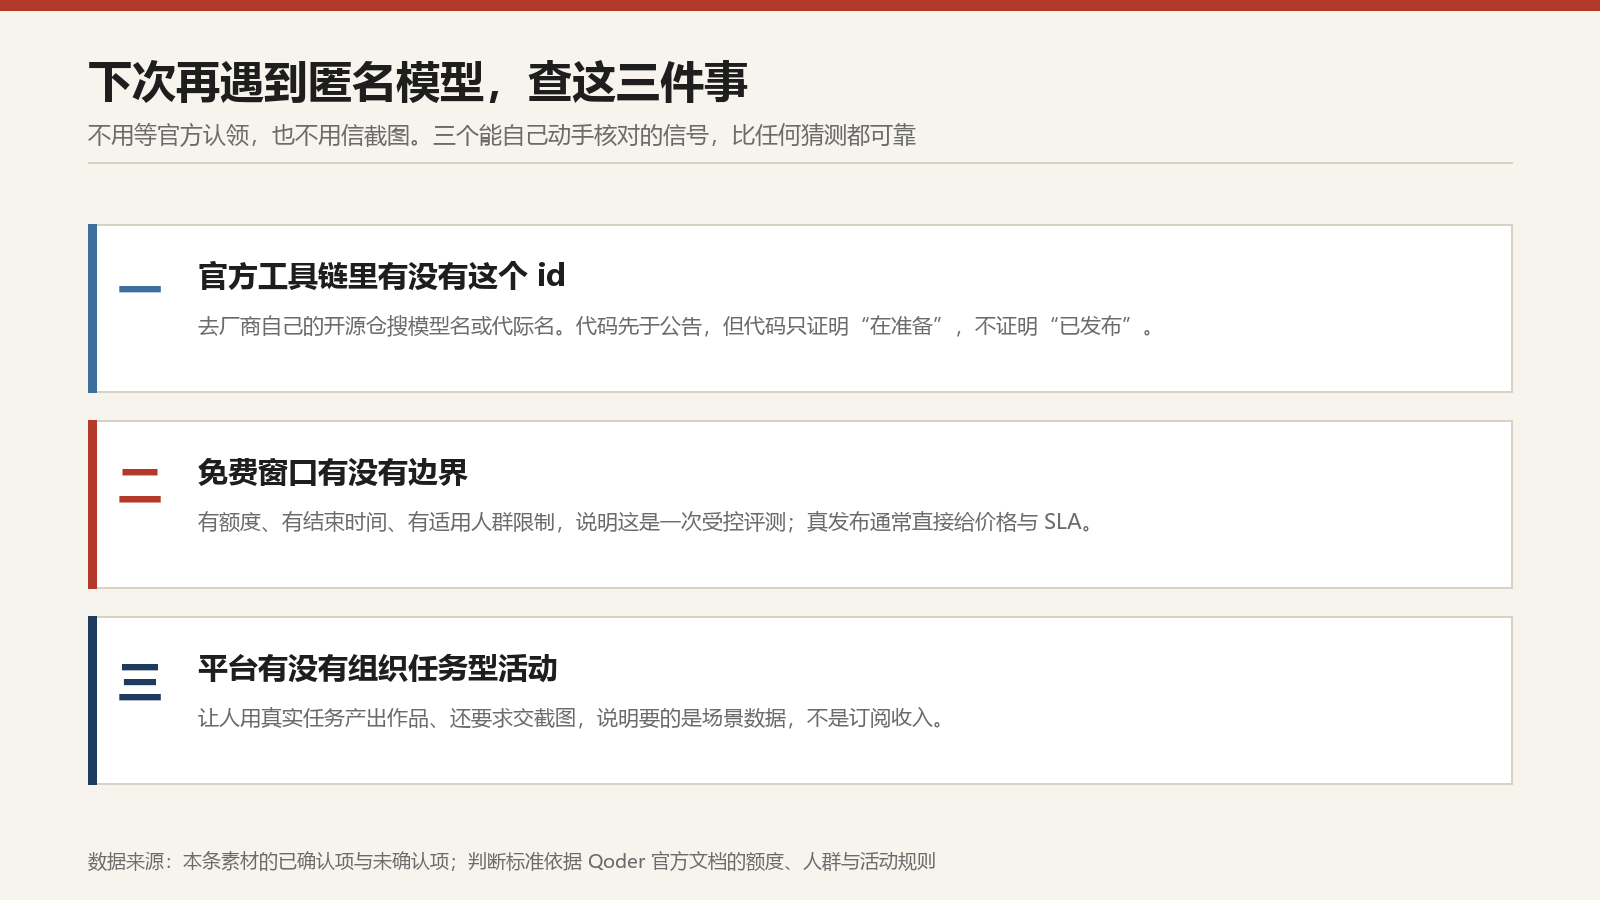 下次再遇到匿名模型，查这三件事
不用等官方认领，也不用信截图。三个能自己动手核对的信号，比任何猜测都可靠
一
官方工具链里有没有这个 id
去厂商自己的开源仓搜模型名或代际名。代码先于公告，但代码只证明“在准备”，不证明“已发布”。
二
免费窗口有没有边界
有额度、有结束时间、有适用人群限制，说明这是一次受控评测；真发布通常直接给价格与 SLA。
三
平台有没有组织任务型活动
让人用真实任务产出作品、还要求交截图，说明要的是场景数据，不是订阅收入。
数据来源：本条素材的已确认项与未确认项；判断标准依据 Qoder 官方文档的额度、人群与活动规则